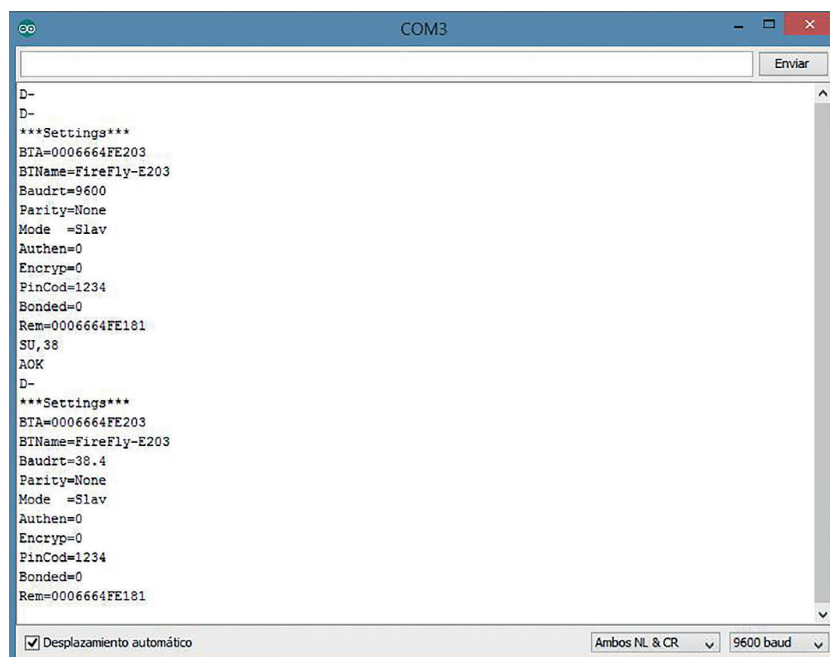 COM3
Enviar
D-
D-
***Settings***
BTA=0006664FE203
BTName=FireFly-E203
Baudrt=9600
Parity=None
Mode  =Slav
Authen=0
Encryp=0
PinCod=1234
Bonded=0
Rem=0006664FE181
SU,38
AOK
D-
***Settings***
BTA=0006664FE203
BTName=FireFly-E203
Baudrt=38.4
Parity=None
Mode  =Slav
Authen=0
Encryp=0
PinCod=1234
Bonded=0
Rem=0006664FE181
Desplazamiento automático
Ambos NL & CR
9600 baud